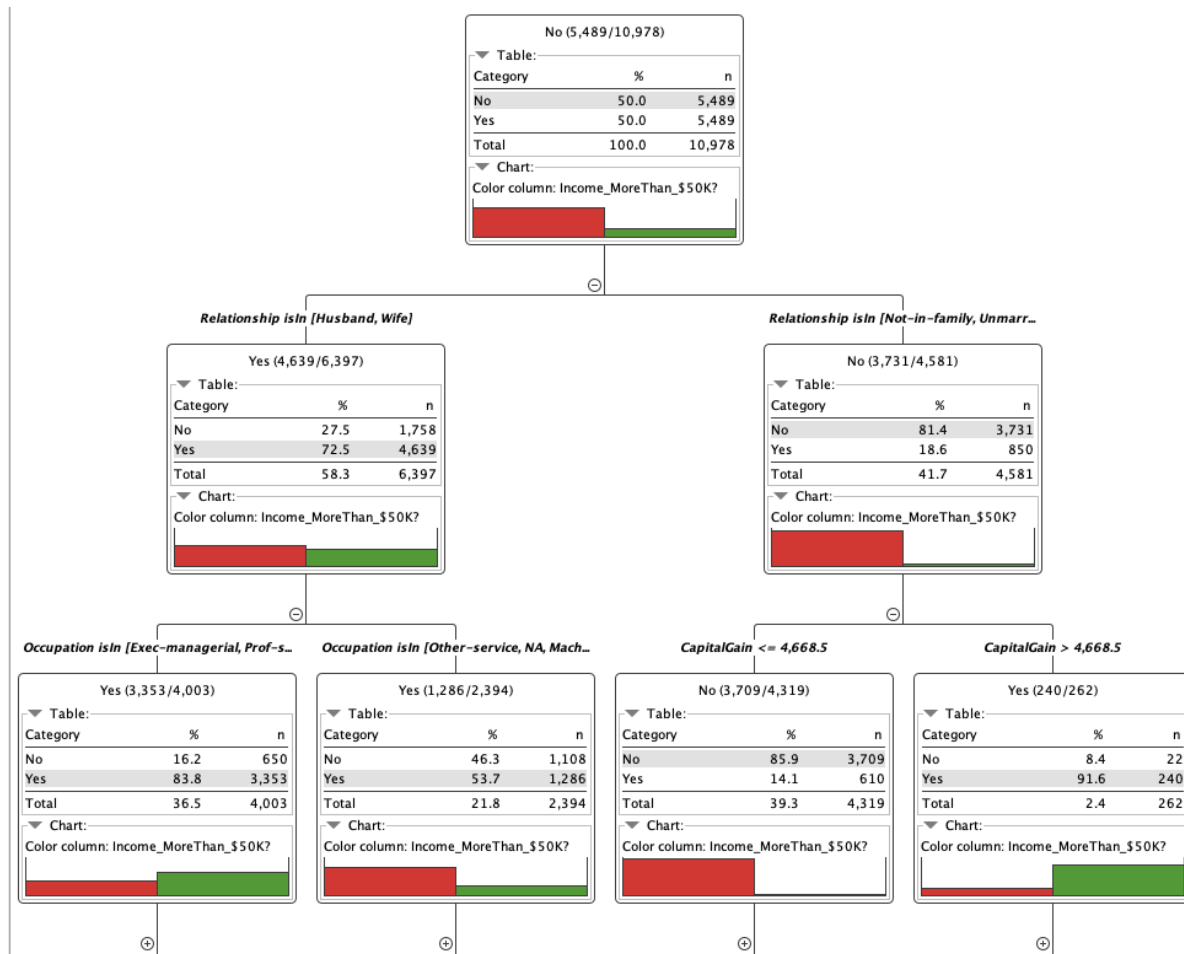 No (5,489/10,978)
Table:
Category % n
No 50.0 5,489
Yes 50.0 5,489
Total 100.0 10,978
Chart:
Color column: Income_MoreThan_$50K?
Relationship isIn [Husband, Wife]
Relationship isIn [Not-in-family, Unmarr...
Yes (4,639/6,397)
Table:
Category % n
No 27.5 1,758
Yes 72.5 4,639
Total 58.3 6,397
Chart:
Color column: Income_MoreThan_$50K?
No (3,731/4,581)
Table:
Category % n
No 81.4 3,731
Yes 18.6 850
Total 41.7 4,581
Chart:
Color column: Income_MoreThan_$50K?
Occupation isIn [Exec-managerial, Prof-s...
Occupation isIn [Other-service, NA, Mach...
CapitalGain <= 4,668.5
CapitalGain > 4,668.5
Yes (3,353/4,003)
Table:
Category % n
No 16.2 650
Yes 83.8 3,353
Total 36.5 4,003
Chart:
Color column: Income_MoreThan_$50K?
Yes (1,286/2,394)
Table:
Category % n
No 46.3 1,108
Yes 53.7 1,286
Total 21.8 2,394
Chart:
Color column: Income_MoreThan_$50K?
No (3,709/4,319)
Table:
Category % n
No 85.9 3,709
Yes 14.1 610
Total 39.3 4,319
Chart:
Color column: Income_MoreThan_$50K?
Yes (240/262)
Table:
Category % n
No 8.4 22
Yes 91.6 240
Total 2.4 262
Chart:
Color column: Income_MoreThan_$50K?